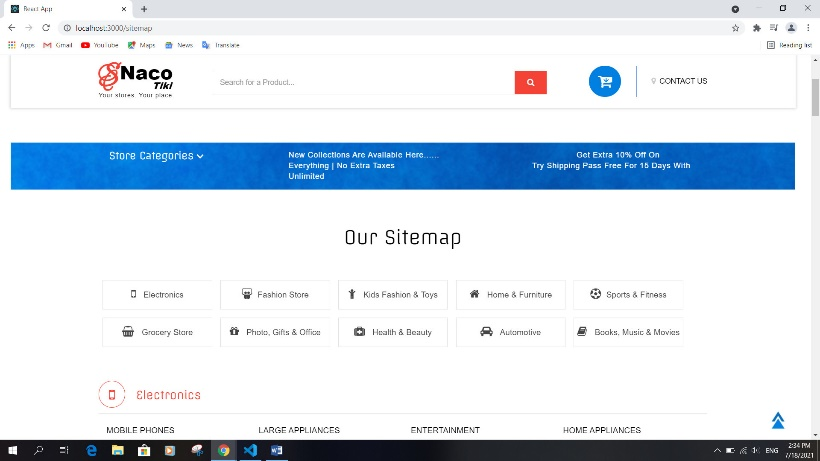 React App
localhost:3000/sitemap
Apps Gmail YouTube Maps News Translate Reading list
SNaco
Tiki
Your stores. Your place
Search for a Product...
CONTACT US
Store Categories
New Collections Are Available Here......
Everything | No Extra Taxes
Unlimited
Get Extra 10% Off On
Try Shipping Pass Free For 15 Days With
Our Sitemap
Electronics Fashion Store Kids Fashion & Toys Home & Furniture Sports & Fitness
Grocery Store Photo, Gifts & Office Health & Beauty Automotive Books, Music & Movies
Electronics
MOBILE PHONES LARGE APPLIANCES ENTERTAINMENT HOME APPLIANCES
ENG
2:34 PM
7/18/2021